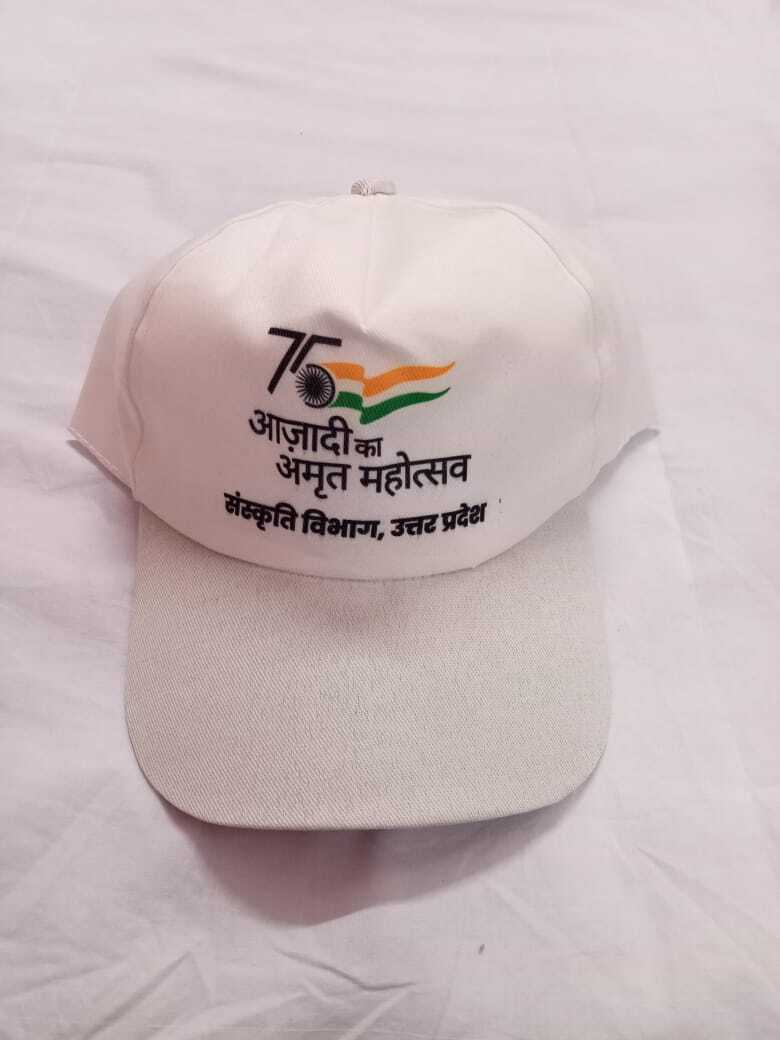 75
आज़ादी का
अमृत महोत्सव
संस्कृति विभाग, उत्तर प्रदेश